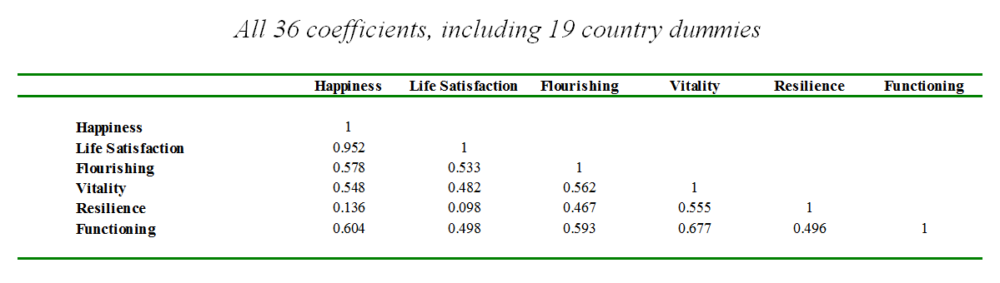 All 36 coefficients, including 19 country dummies
Happiness Life Satisfaction Flourishing Vitality Resilience Functioning
Happiness 1
Life Satisfaction 0.952 1
Flourishing 0.578 0.533 1
Vitality 0.548 0.482 0.562 1
Resilience 0.136 0.098 0.467 0.555 1
Functioning 0.604 0.498 0.593 0.677 0.496 1